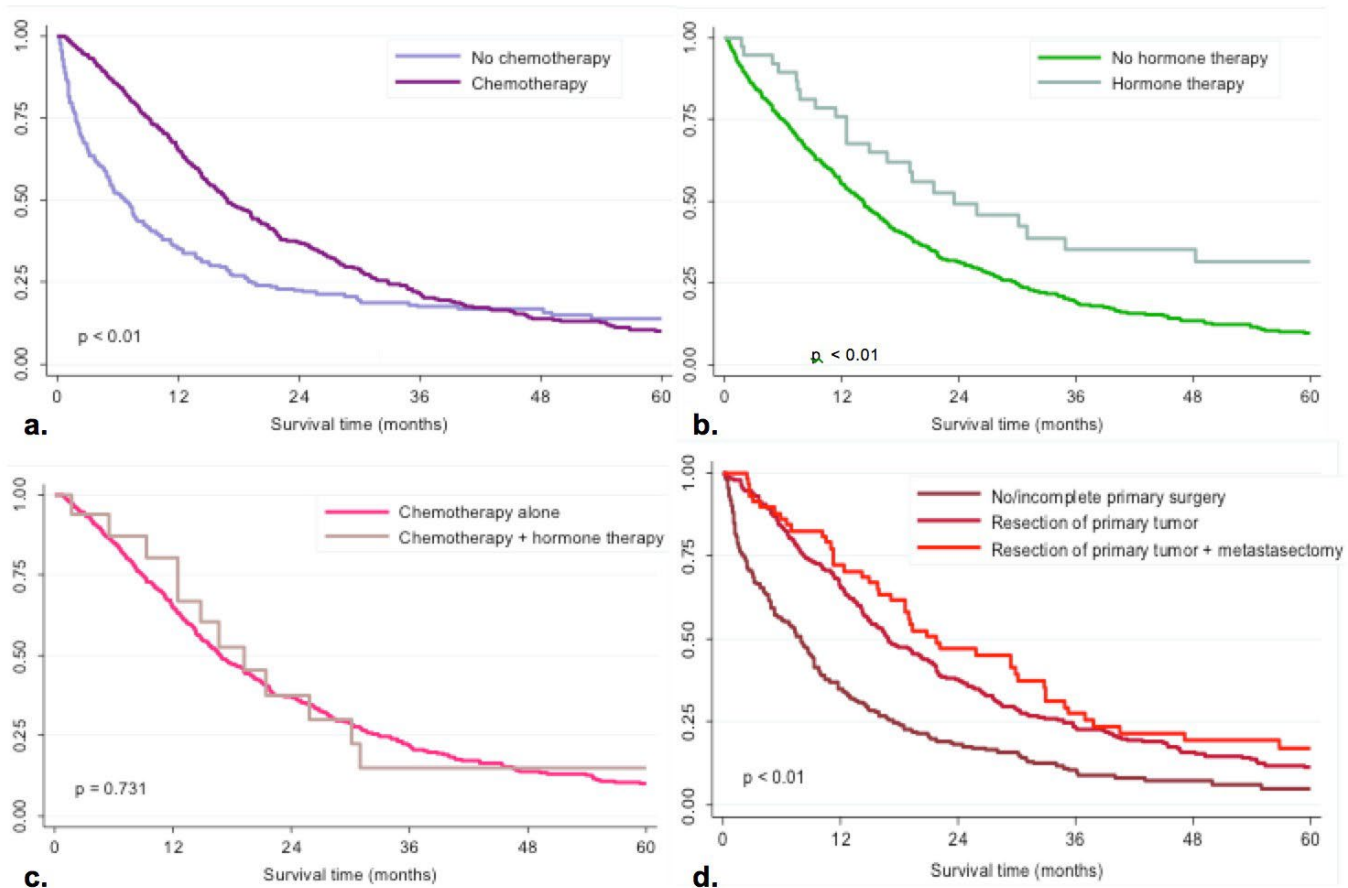 1.00
0.75
0.50
0.25
0.00
No chemotherapy
Chemotherapy
p < 0.01
0 12 24 36 48 60
Survival time (months)
a.
1.00
0.75
0.50
0.25
0.00
No hormone therapy
Hormone therapy
p < 0.01
0 12 24 36 48 60
Survival time (months)
b.
1.00
0.75
0.50
0.25
0.00
Chemotherapy alone
Chemotherapy + hormone therapy
p = 0.731
0 12 24 36 48 60
Survival time (months)
c.
1.00
0.75
0.50
0.25
0.00
No/incomplete primary surgery
Resection of primary tumor
Resection of primary tumor + metastasectomy
p < 0.01
0 12 24 36 48 60
Survival time (months)
d.